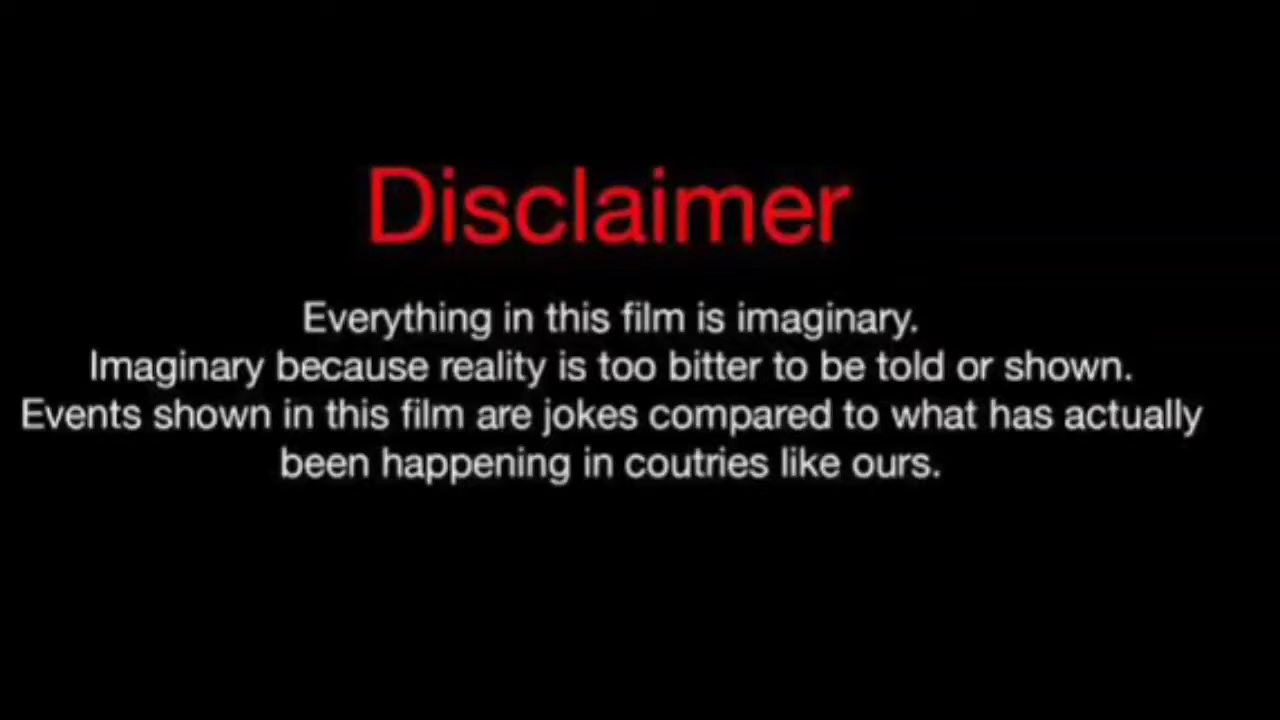 Disclaimer
Everything in this film is imaginary.
Imaginary because reality is too bitter to be told or shown.
Events shown in this film are jokes compared to what has actually
been happening in coutries like ours.